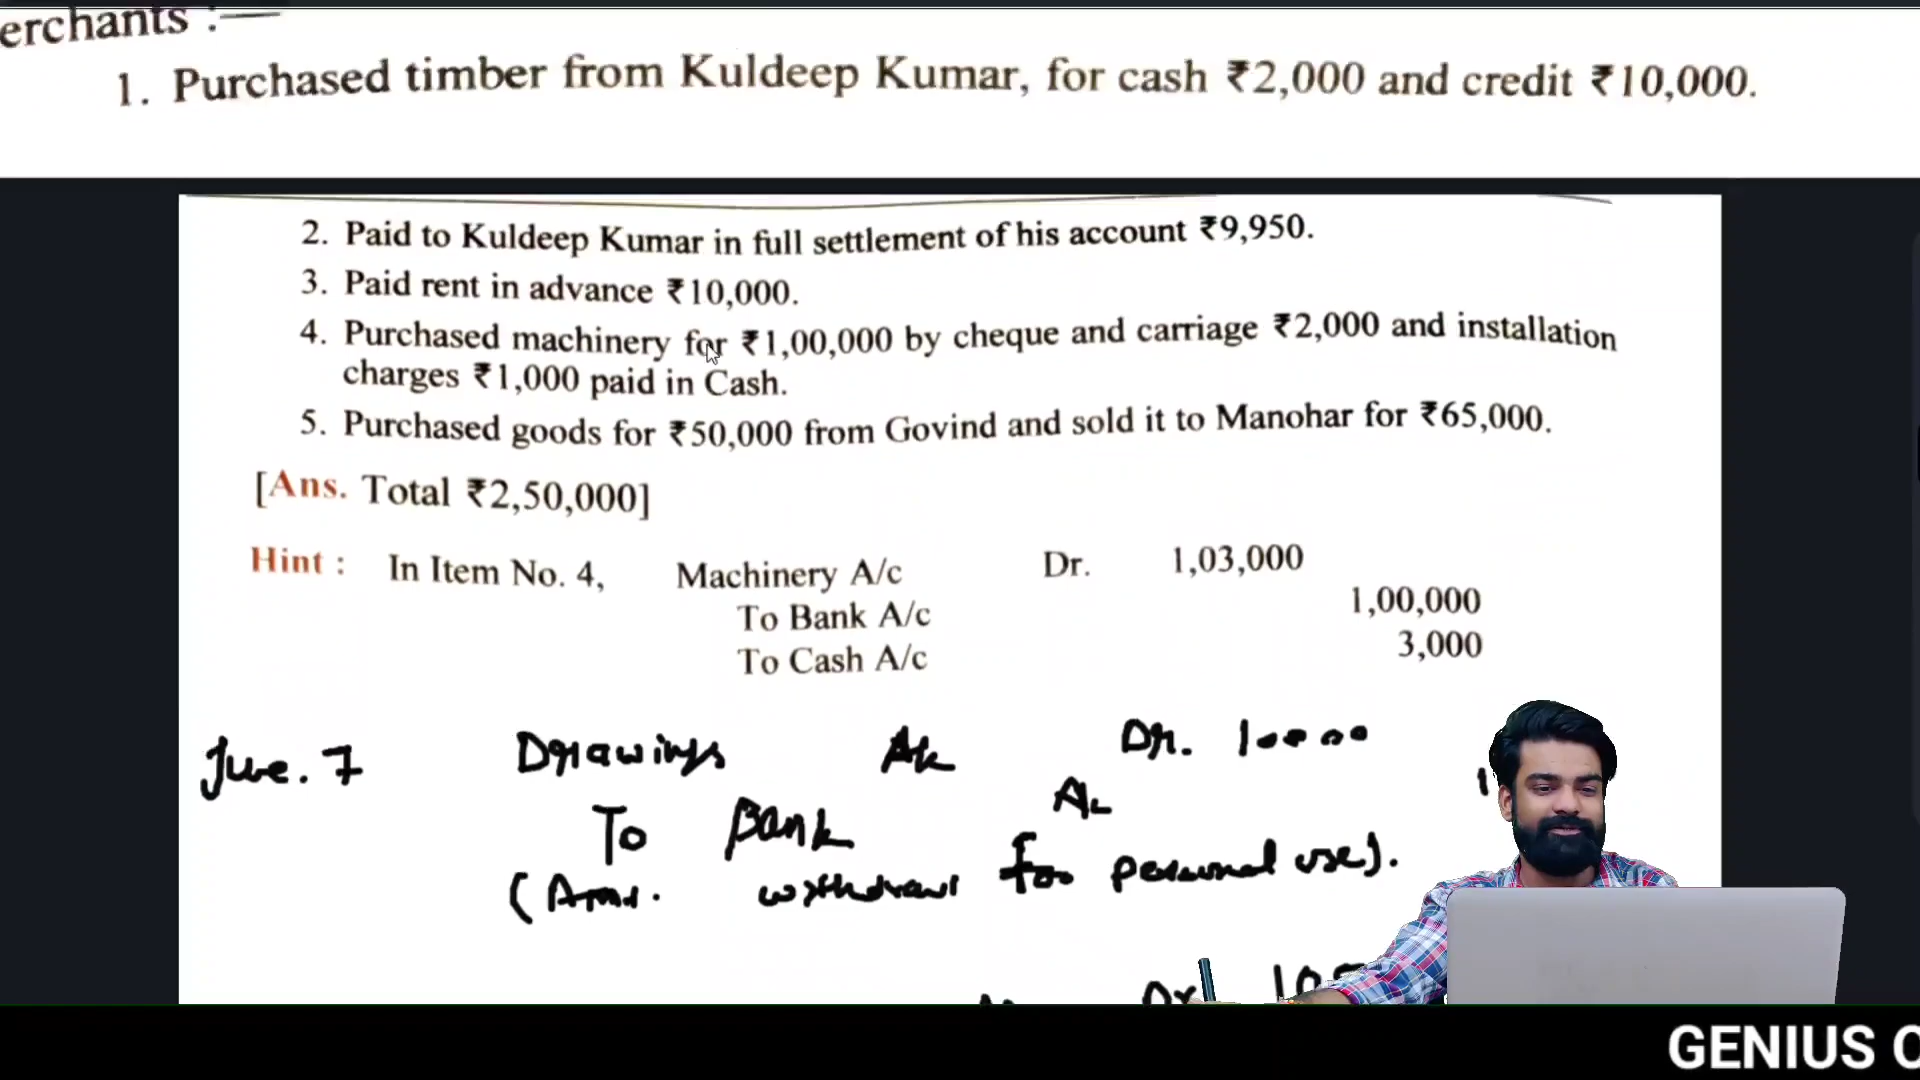 erchants :—
1. Purchased timber from Kuldeep Kumar, for cash ₹2,000 and credit ₹10,000.
2. Paid to Kuldeep Kumar in full settlement of his account ₹9,950.
3. Paid rent in advance ₹10,000.
4. Purchased machinery for ₹1,00,000 by cheque and carriage ₹2,000 and installation
charges ₹1,000 paid in Cash.
5. Purchased goods for ₹50,000 from Govind and sold it to Manohar for ₹65,000.
[Ans. Total ₹2,50,000]
Hint : In Item No. 4, Machinery A/c Dr. 1,03,000
To Bank A/c 1,00,000
To Cash A/c 3,000
June. 7 Drawings A/c Dr. 10000
To Bank A/c
(Amt. withdrawn for personal use).
Dr
GENIUS C